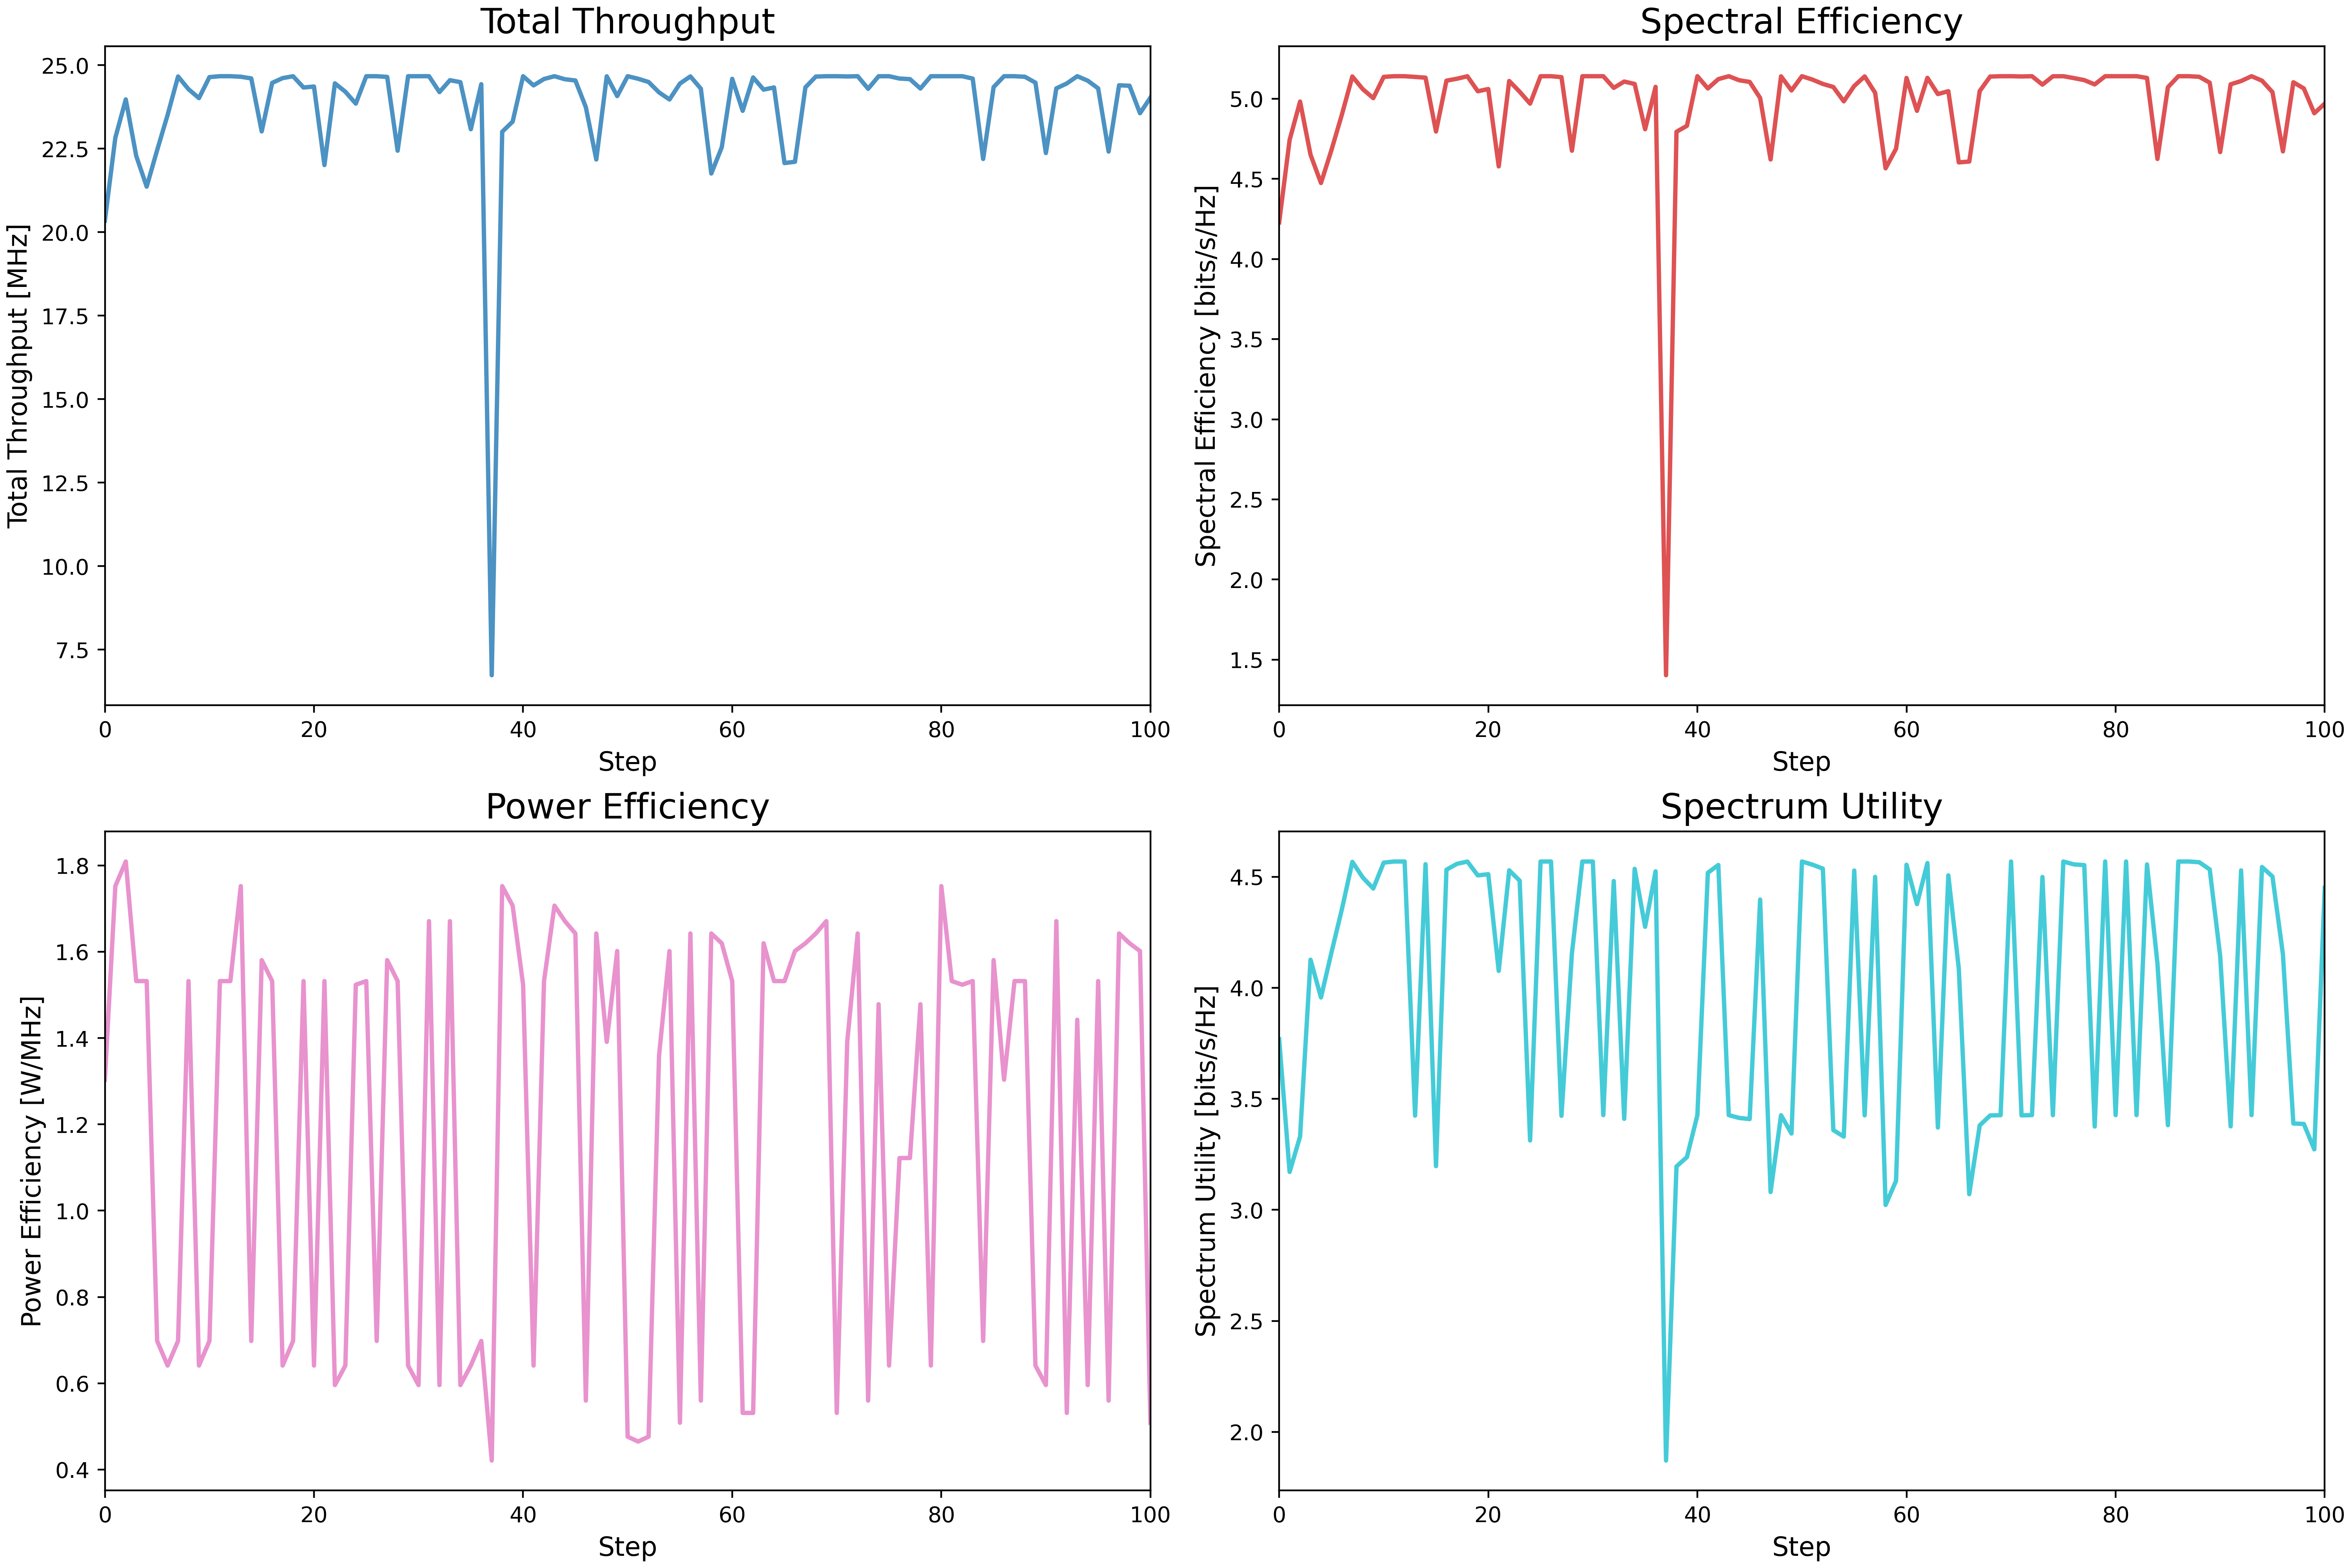 Total Throughput
Total Throughput [MHz]
25.0
22.5
20.0
17.5
15.0
12.5
10.0
7.5
0 20 40 60 80 100
Step
Spectral Efficiency
Spectral Efficiency [bits/s/Hz]
5.0
4.5
4.0
3.5
3.0
2.5
2.0
1.5
0 20 40 60 80 100
Step
Power Efficiency
Power Efficiency [W/MHz]
1.8
1.6
1.4
1.2
1.0
0.8
0.6
0.4
0 20 40 60 80 100
Step
Spectrum Utility
Spectrum Utility [bits/s/Hz]
4.5
4.0
3.5
3.0
2.5
2.0
0 20 40 60 80 100
Step